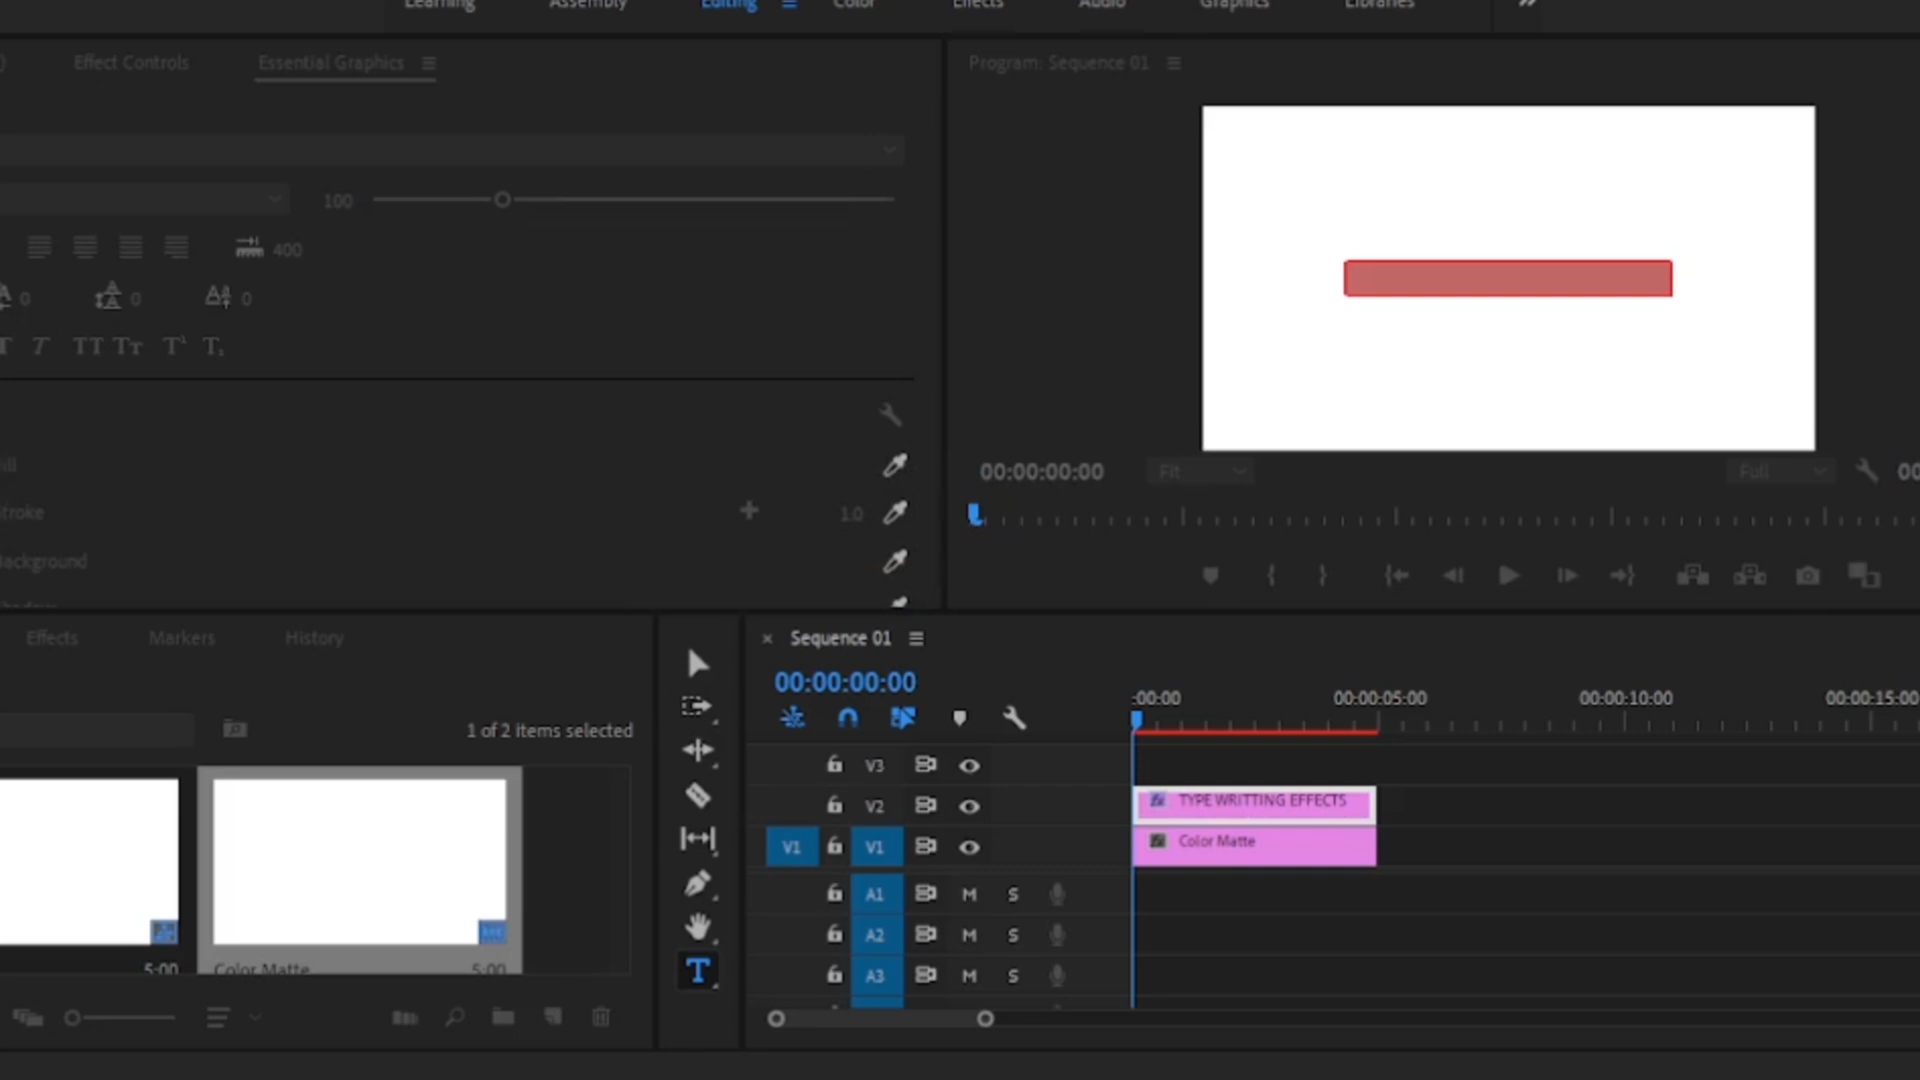 Learning Assembly Editing Color Effects Audio Graphics Libraries
Effect Controls Essential Graphics Program: Sequence 01
100
400
0 0 0
T T TT Tт T¹ T₁
1.0
Background
00:00:00:00 Fit Full 00
Effects Markers History
Sequence 01
00:00:00:00
:00:00 00:00:05:00 00:00:10:00 00:00:15:00
1 of 2 items selected
V3
V2 TYPE WRITTING EFFECTS
V1 V1 Color Matte
A1 M S
A2 M S
A3 M S
5:00 Color Matte 5:00
T